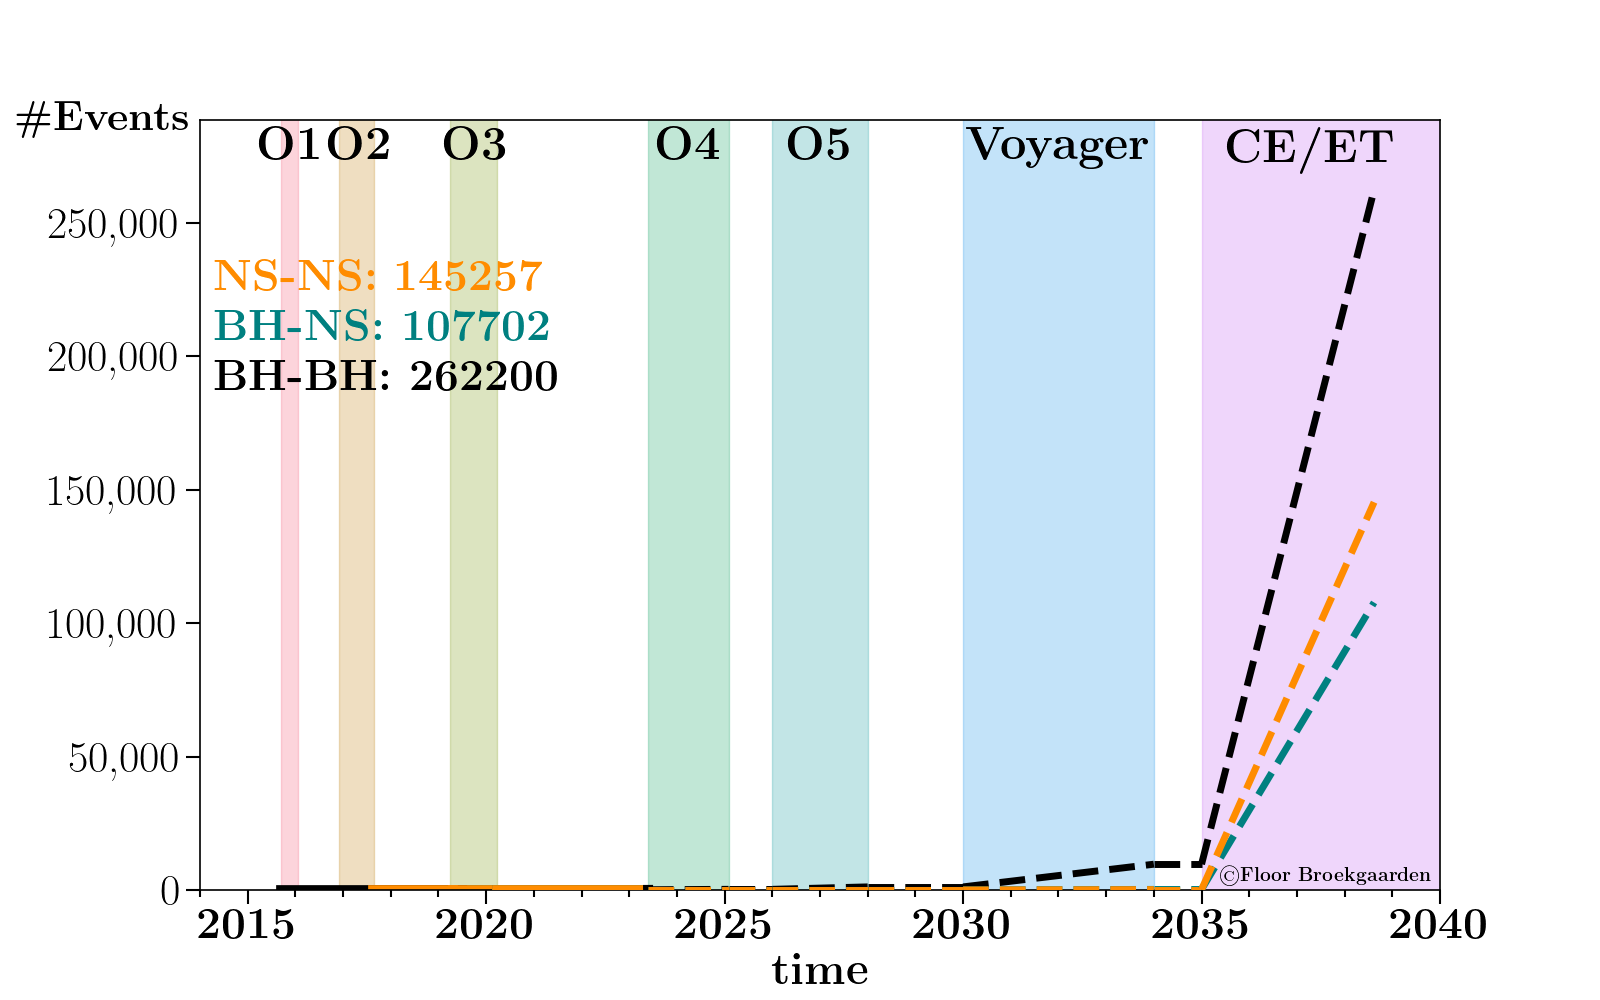 #Events
O1 O2 O3 O4 O5 Voyager CE/ET
250,000
NS-NS: 145257
BH-NS: 107702
200,000
BH-BH: 262200
150,000
100,000
50,000
©Floor Broekgaarden
0
2015 2020 2025 2030 2035 2040
time